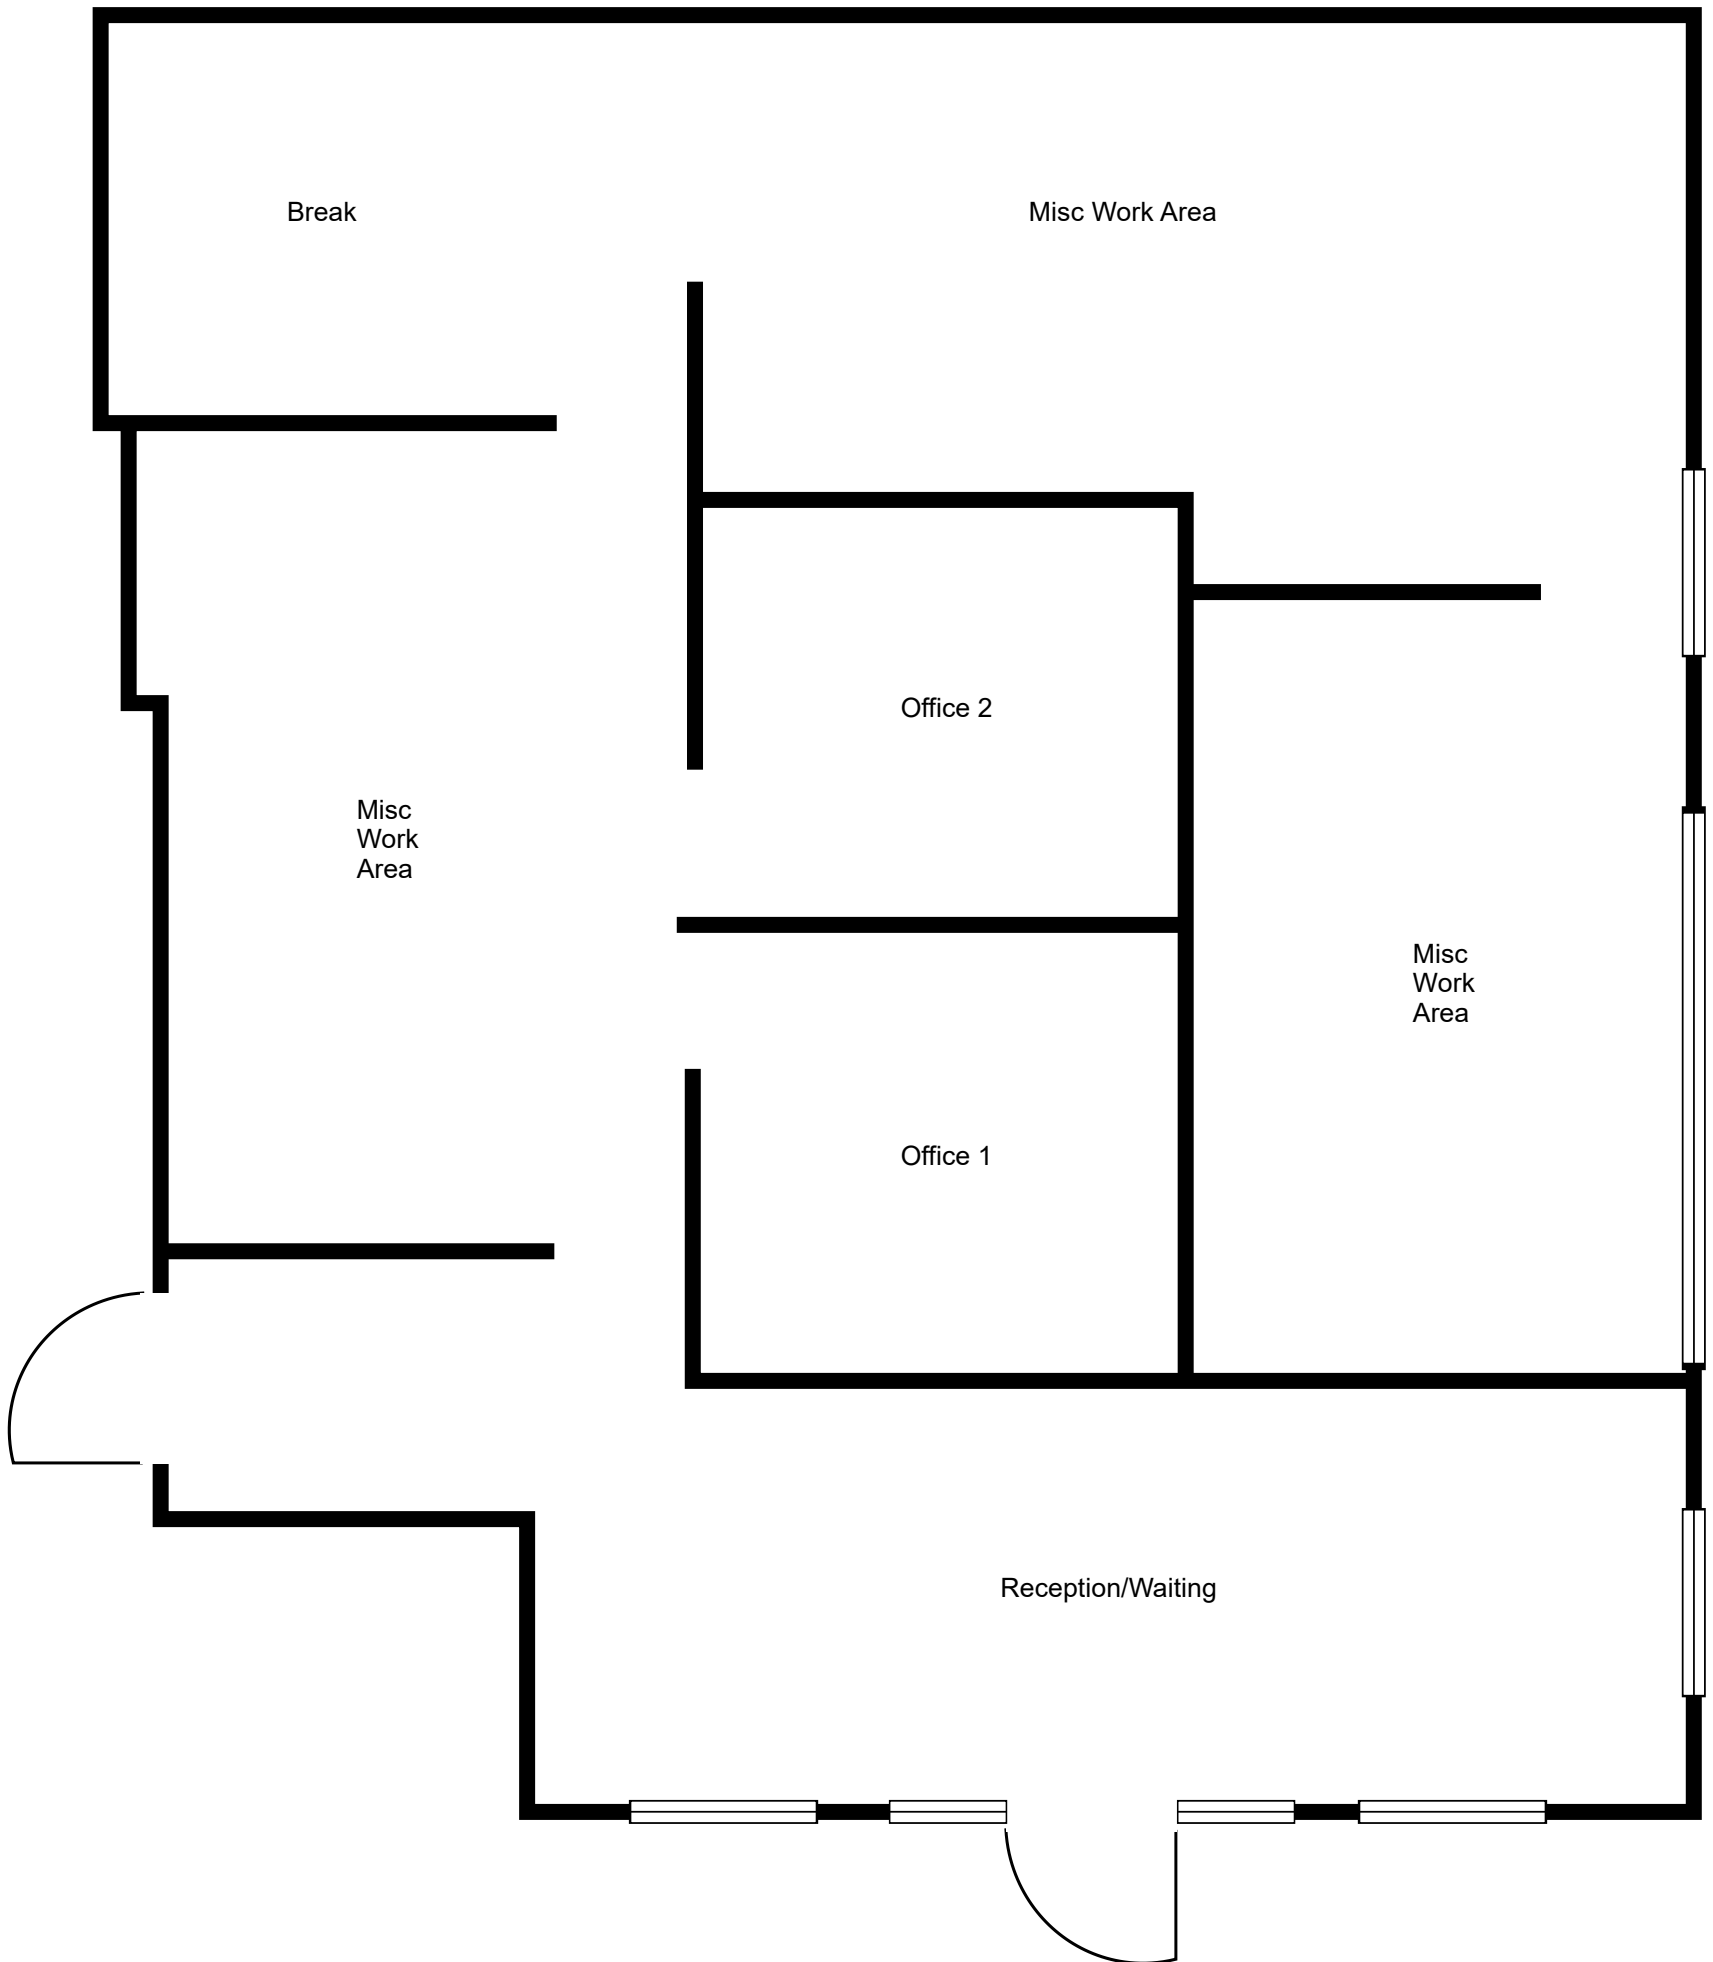 Break
Misc Work Area
Office 2
Misc
Work
Area
Misc
Work
Area
Office 1
Reception/Waiting